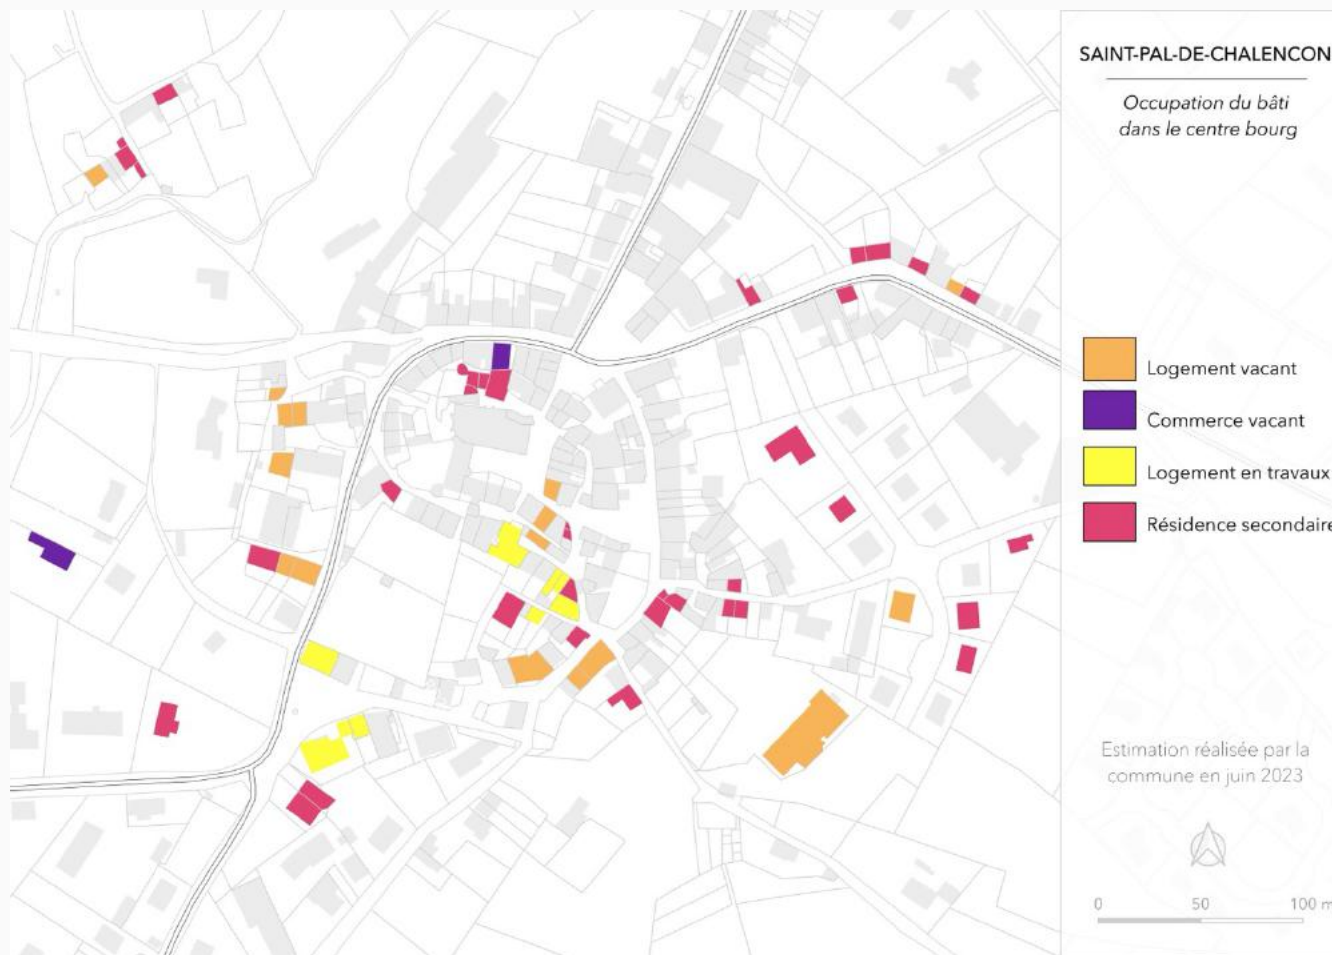 SAINT-PAL-DE-CHALENCON
Occupation du bâti
dans le centre bourg
Logement vacant
Commerce vacant
Logement en travaux
Résidence secondaire
Estimation réalisée par la
commune en juin 2023
0 50 100 m